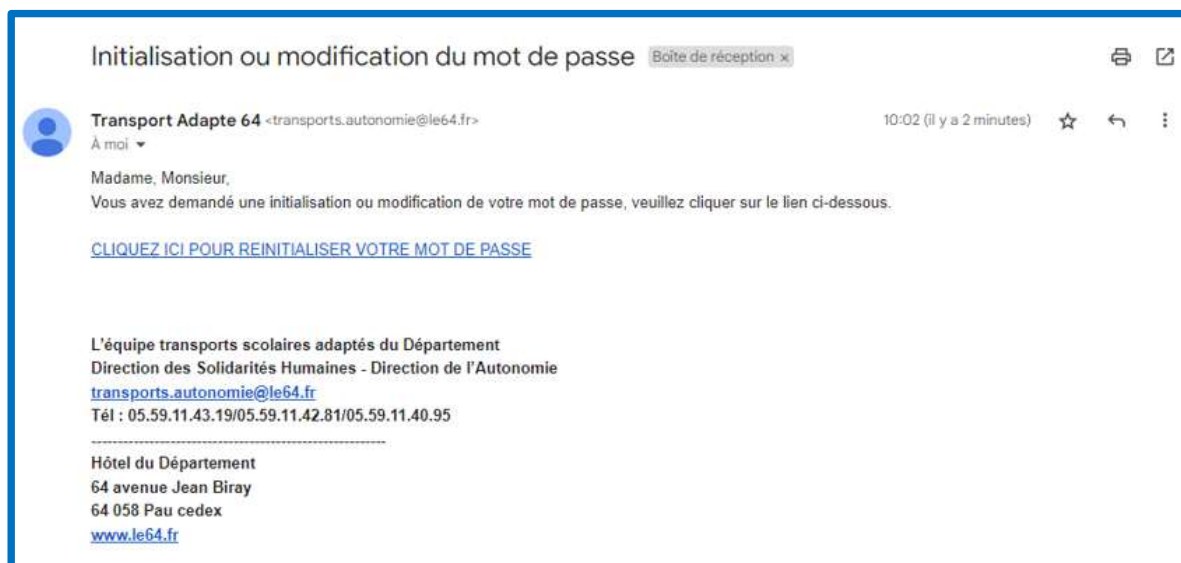 Initialisation ou modification du mot de passe Boîte de réception ×
Transport Adapte 64 <transports.autonomie@le64.fr> 10:02 (il y a 2 minutes)
À moi
Madame, Monsieur,
Vous avez demandé une initialisation ou modification de votre mot de passe, veuillez cliquer sur le lien ci-dessous.
CLIQUEZ ICI POUR REINITIALISER VOTRE MOT DE PASSE
L'équipe transports scolaires adaptés du Département
Direction des Solidarités Humaines - Direction de l'Autonomie
transports.autonomie@le64.fr
Tél : 05.59.11.43.19/05.59.11.42.81/05.59.11.40.95
------------------------------------------------------------
Hôtel du Département
64 avenue Jean Biray
64 058 Pau cedex
www.le64.fr